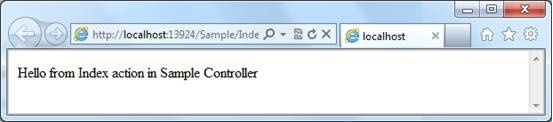 http://localhost:13924/Sample/Inde
localhost
Hello from Index action in Sample Controller